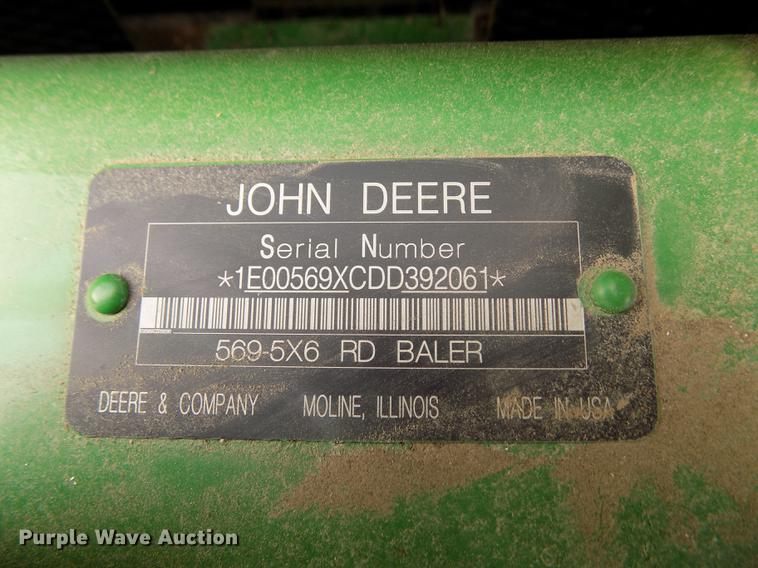 JOHN DEERE
Serial Number
*1E00569XCDD392061*
569-5X6 RD BALER
DEERE & COMPANY MOLINE, ILLINOIS MADE IN USA
Purple Wave Auction